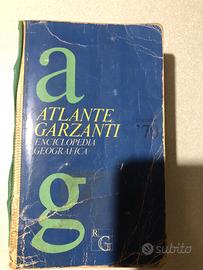 a
ATLANTE
GARZANTI
ENCICLOPEDIA
GEOGRAFICA
g
R
G
subito